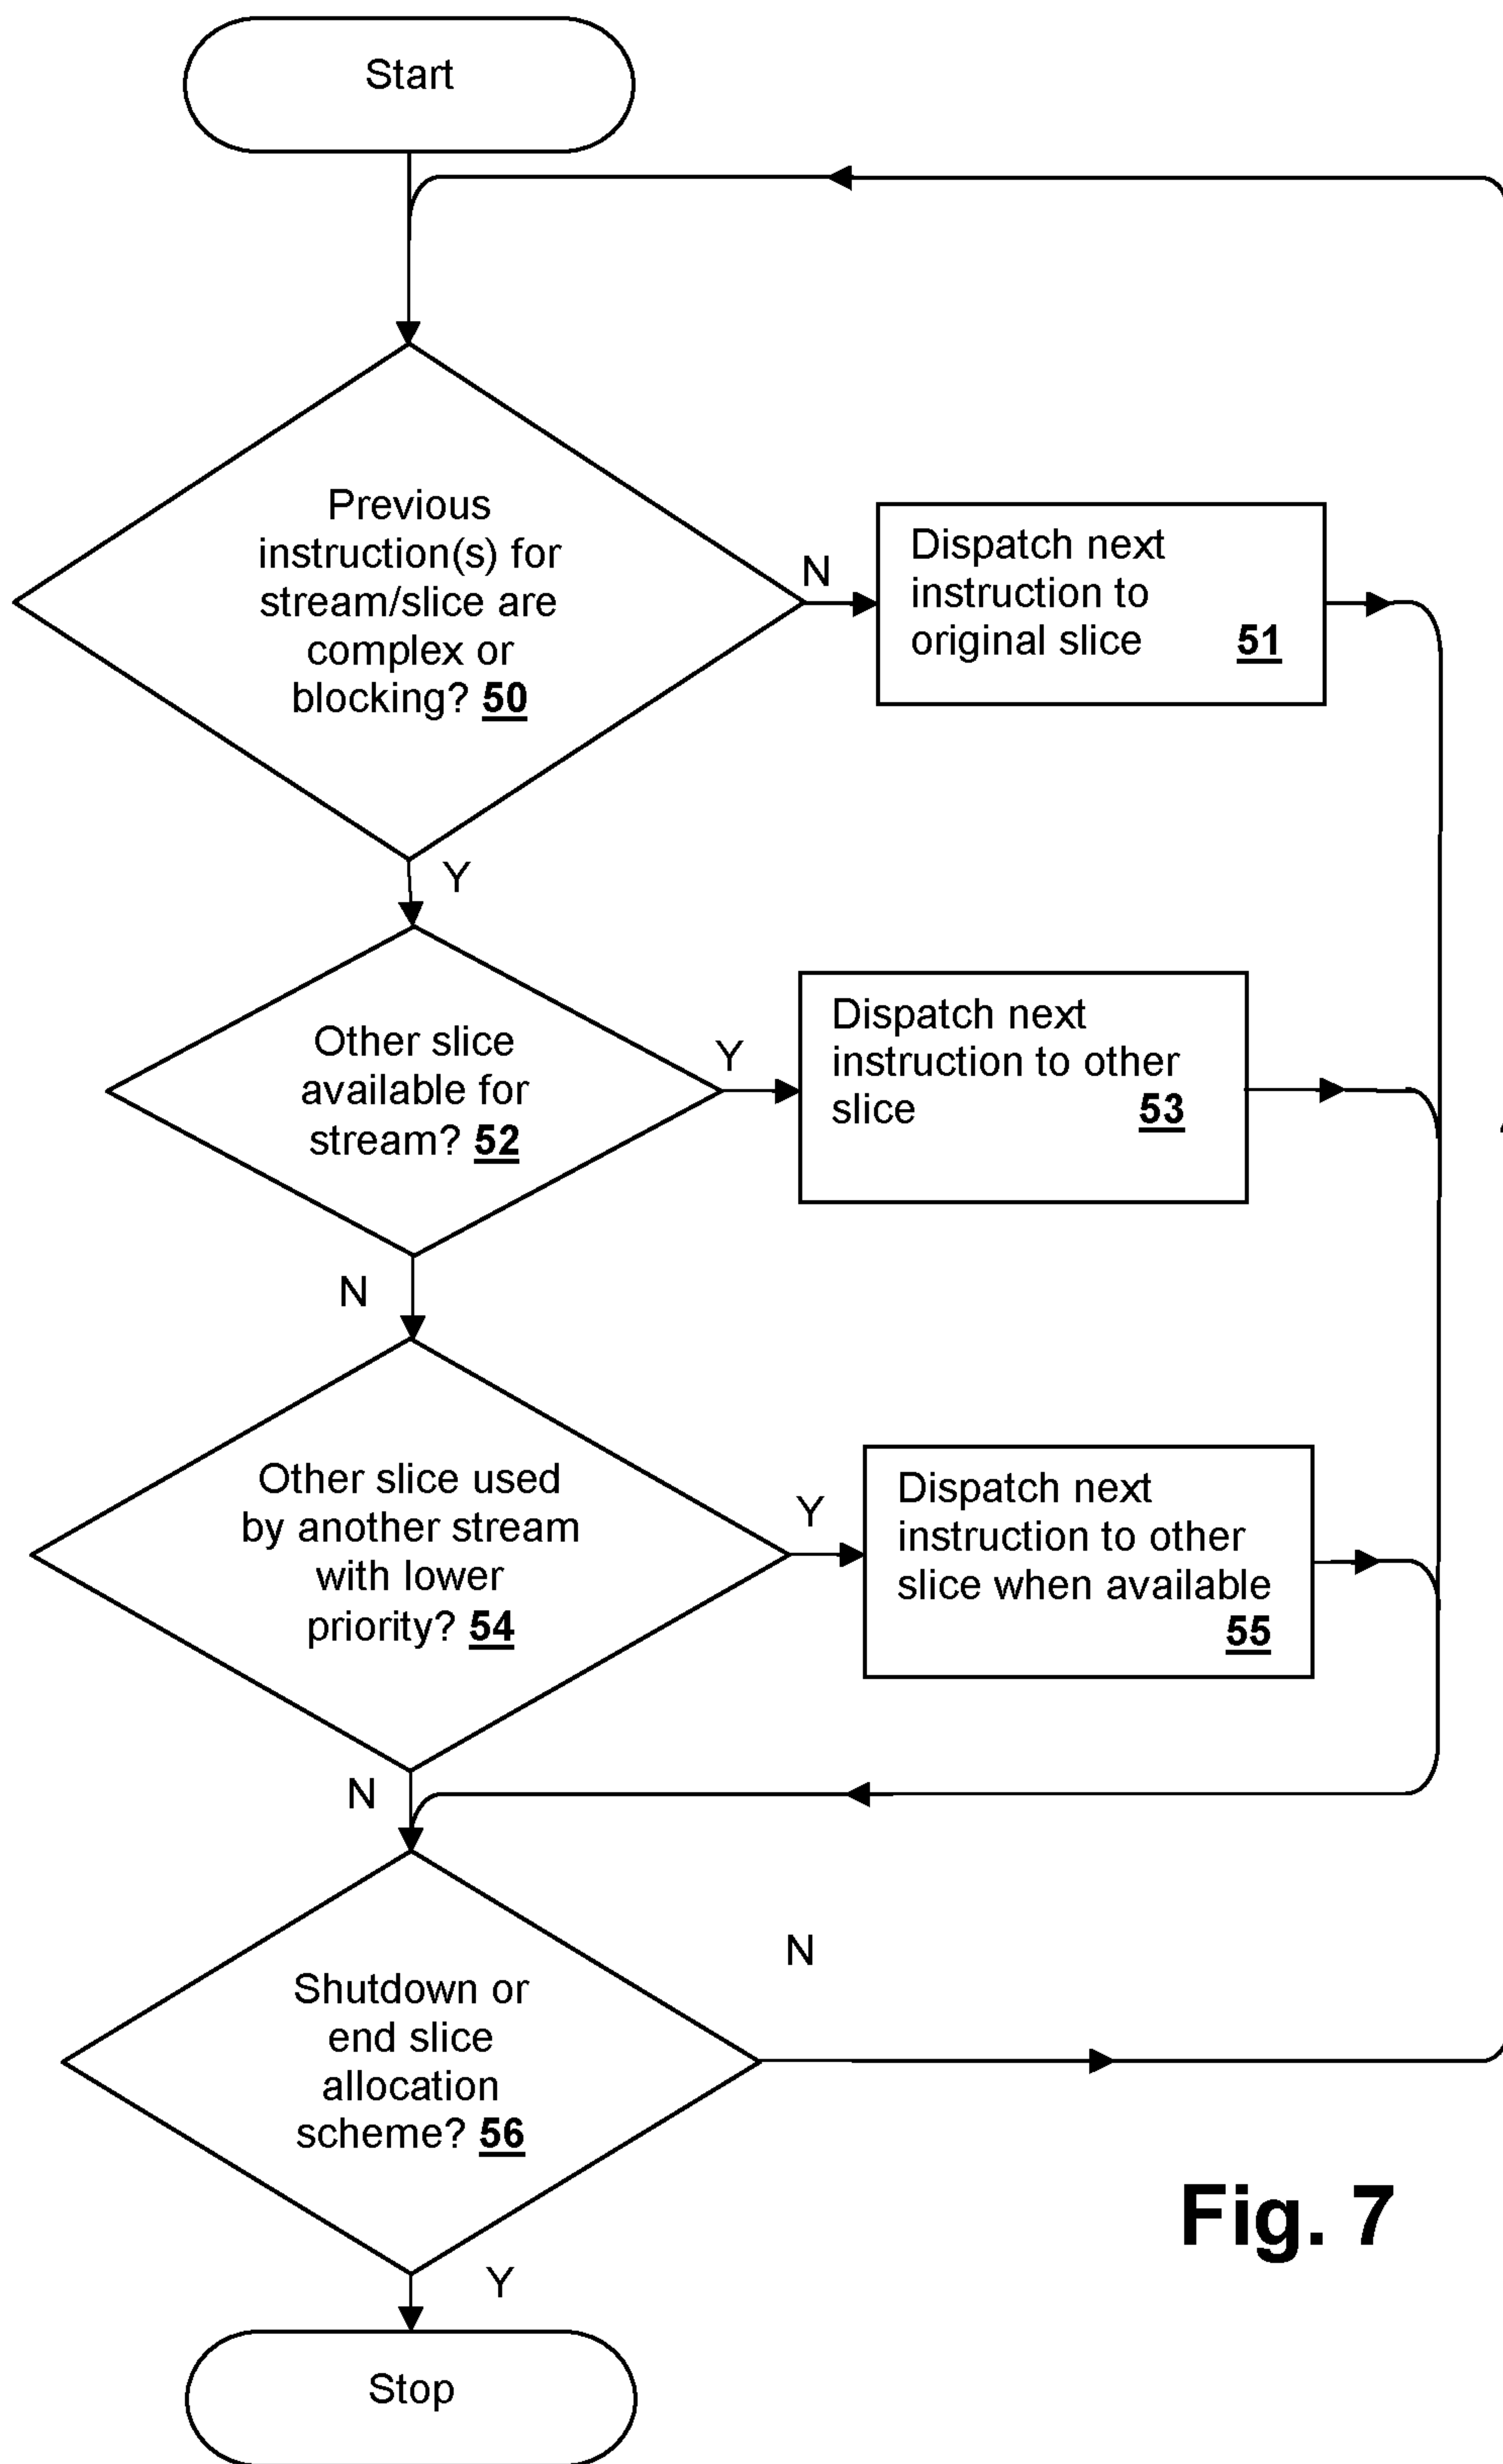 Start
Previous
instruction(s) for
stream/slice are
complex or
blocking? 50
N
Dispatch next
instruction to
original slice 51
Y
Other slice
available for
stream? 52
Y
Dispatch next
instruction to other
slice 53
N
Other slice used
by another stream
with lower
priority? 54
Y
Dispatch next
instruction to other
slice when available
55
N
Shutdown or
end slice
allocation
scheme? 56
N
Y
Stop
Fig. 7